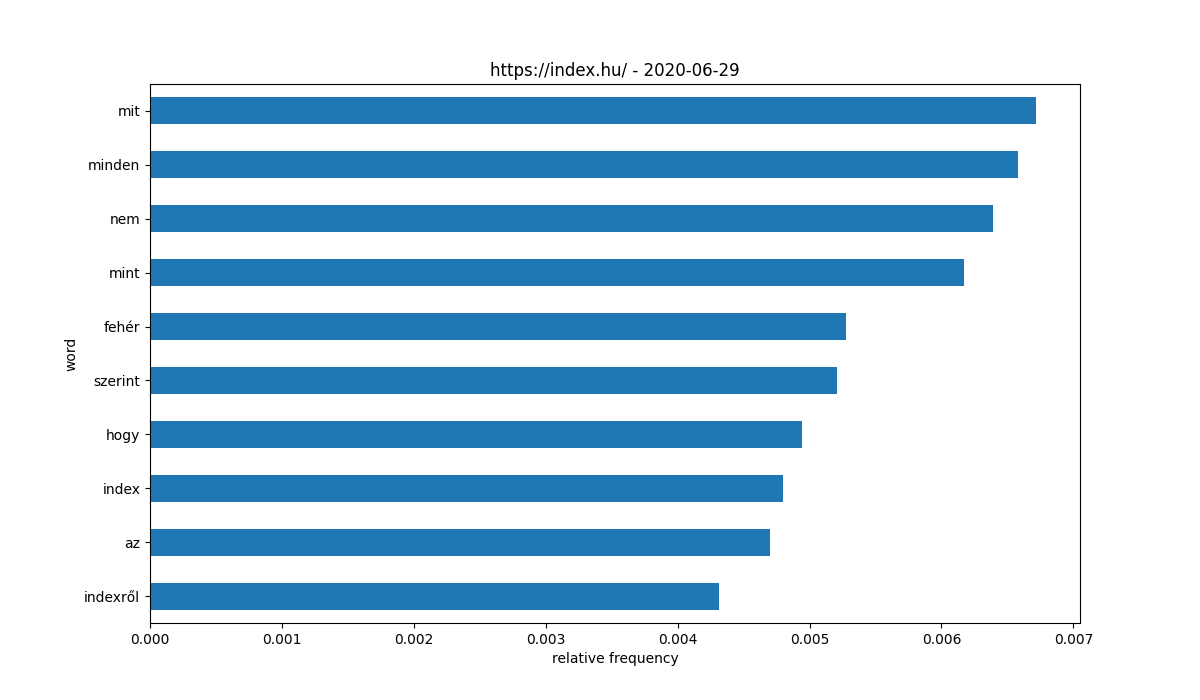 https://index.hu/ - 2020-06-29
mit
minden
nem
mint
fehér
szerint
hogy
index
az
indexről
word
0.000 0.001 0.002 0.003 0.004 0.005 0.006 0.007
relative frequency